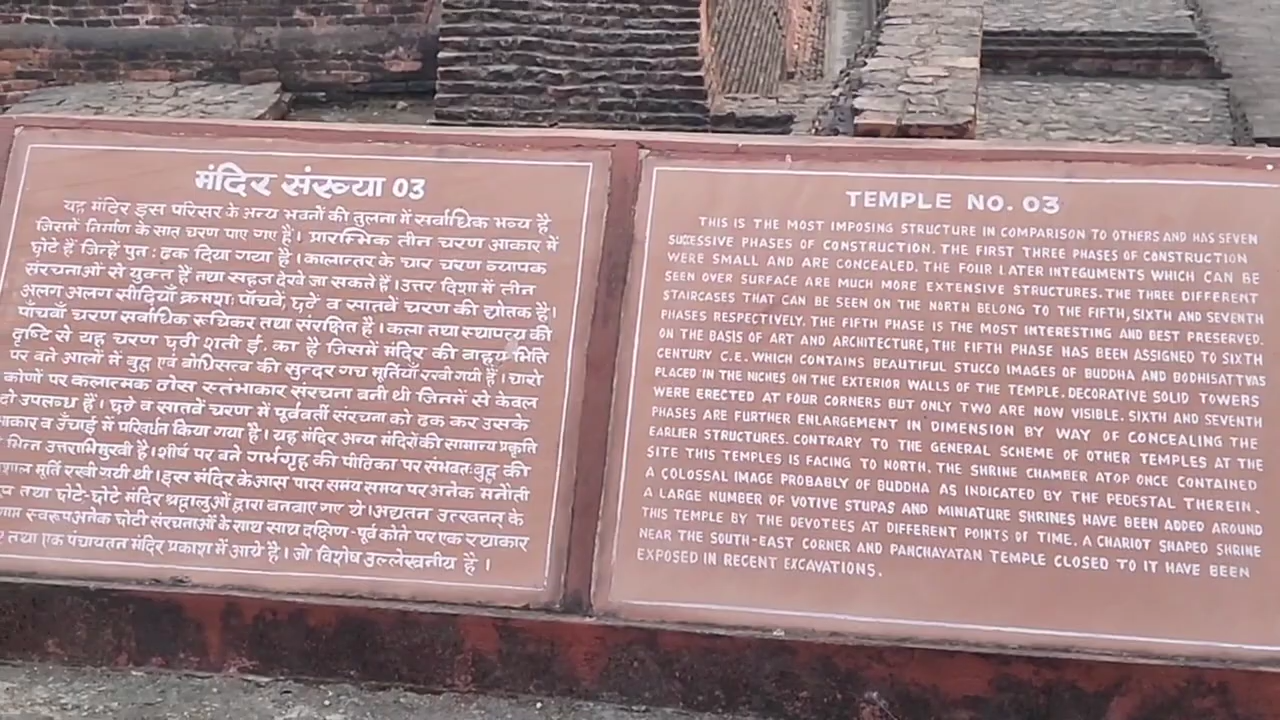 मंदिर संख्या 03
यह मंदिर इस परिसर के अन्य भवनों की तुलना में सर्वाधिक भव्य है
जिसमें निर्माण के सात चरण पाए गए हैं। प्रारम्भिक तीन चरण आकार में
छोटे हैं जिन्हें पुन: ढक दिया गया है। कालान्तर के चार चरण व्यापक
संरचनाओं से युक्त हैं तथा सहज देखे जा सकते हैं। उत्तर दिशा में तीन
अलग अलग सीढ़ियाँ क्रमश: पाँचवें, छठें व सातवें चरण की द्योतक है।
पाँचवाँ चरण सर्वाधिक रूचिकर तथा संरक्षित है। कला तथा स्थापत्य की
दृष्टि से यह चरण छठी शती ई. का है जिसमें मंदिर की वाह्य भिति
पर बने आलों में बुद्ध एवं बोधिसत्व की सुन्दर गच मूर्तियाँ रखी गयी हैं। चारो
कोणों पर कलात्मक ठोस स्तंभाकार संरचना बनी थी जिनमें से केवल
दो उपलब्ध हैं। छठे व सातवें चरण में पूर्ववर्ती संरचना को ढक कर उसके
आकार व उँचाई में परिवर्धन किया गया है। यह मंदिर अन्य मंदिरों की सामान्य प्रकृति
भिन्न उत्तराभिमुखी है। शीर्ष पर बने गर्भगृह की पीठिका पर संभवत: बुद्ध की
मूर्ति रखी गयी थी। इस मंदिर के आस पास समय समय पर अनेक मनौती
तथा छोटे-छोटे मंदिर श्रद्धालुओं द्वारा बनवाए गए थे। अद्यतन उत्खनन के
स्वरूप अनेक छोटी संरचनाओं के साथ साथ दक्षिण-पूर्व कोने पर एक रथाकार
तथा एक पंचायतन मंदिर प्रकाश में आये है। जो विशेष उल्लेखनीय है ।
TEMPLE NO. 03
THIS IS THE MOST IMPOSING STRUCTURE IN COMPARISON TO OTHERS AND HAS SEVEN
SUCCESSIVE PHASES OF CONSTRUCTION. THE FIRST THREE PHASES OF CONSTRUCTION
WERE SMALL AND ARE CONCEALED. THE FOUR LATER INTEGUMENTS WHICH CAN BE
SEEN OVER SURFACE ARE MUCH MORE EXTENSIVE STRUCTURES. THE THREE DIFFERENT
STAIRCASES THAT CAN BE SEEN ON THE NORTH BELONG TO THE FIFTH, SIXTH AND SEVENTH
PHASES RESPECTIVELY. THE FIFTH PHASE IS THE MOST INTERESTING AND BEST PRESERVED.
ON THE BASIS OF ART AND ARCHITECTURE, THE FIFTH PHASE HAS BEEN ASSIGNED TO SIXTH
CENTURY C.E. WHICH CONTAINS BEAUTIFUL STUCCO IMAGES OF BUDDHA AND BODHISATTVAS
PLACED IN THE NICHES ON THE EXTERIOR WALLS OF THE TEMPLE. DECORATIVE SOLID TOWERS
WERE ERECTED AT FOUR CORNERS BUT ONLY TWO ARE NOW VISIBLE. SIXTH AND SEVENTH
PHASES ARE FURTHER ENLARGEMENT IN DIMENSION BY WAY OF CONCEALING THE
EARLIER STRUCTURES. CONTRARY TO THE GENERAL SCHEME OF OTHER TEMPLES AT THE
SITE THIS TEMPLES IS FACING TO NORTH. THE SHRINE CHAMBER ATOP ONCE CONTAINED
A COLOSSAL IMAGE PROBABLY OF BUDDHA AS INDICATED BY THE PEDESTAL THEREIN.
A LARGE NUMBER OF VOTIVE STUPAS AND MINIATURE SHRINES HAVE BEEN ADDED AROUND
THIS TEMPLE BY THE DEVOTEES AT DIFFERENT POINTS OF TIME. A CHARIOT SHAPED SHRINE
NEAR THE SOUTH-EAST CORNER AND PANCHAYATAN TEMPLE CLOSED TO IT HAVE BEEN
EXPOSED IN RECENT EXCAVATIONS.